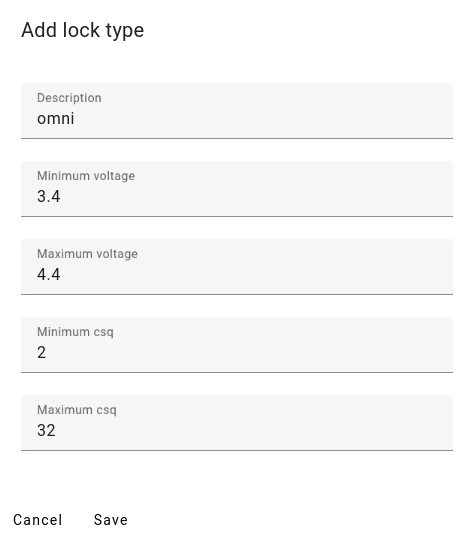 Add lock type
Description
omni
Minimum voltage
3.4
Maximum voltage
4.4
Minimum csq
2
Maximum csq
32
Cancel Save